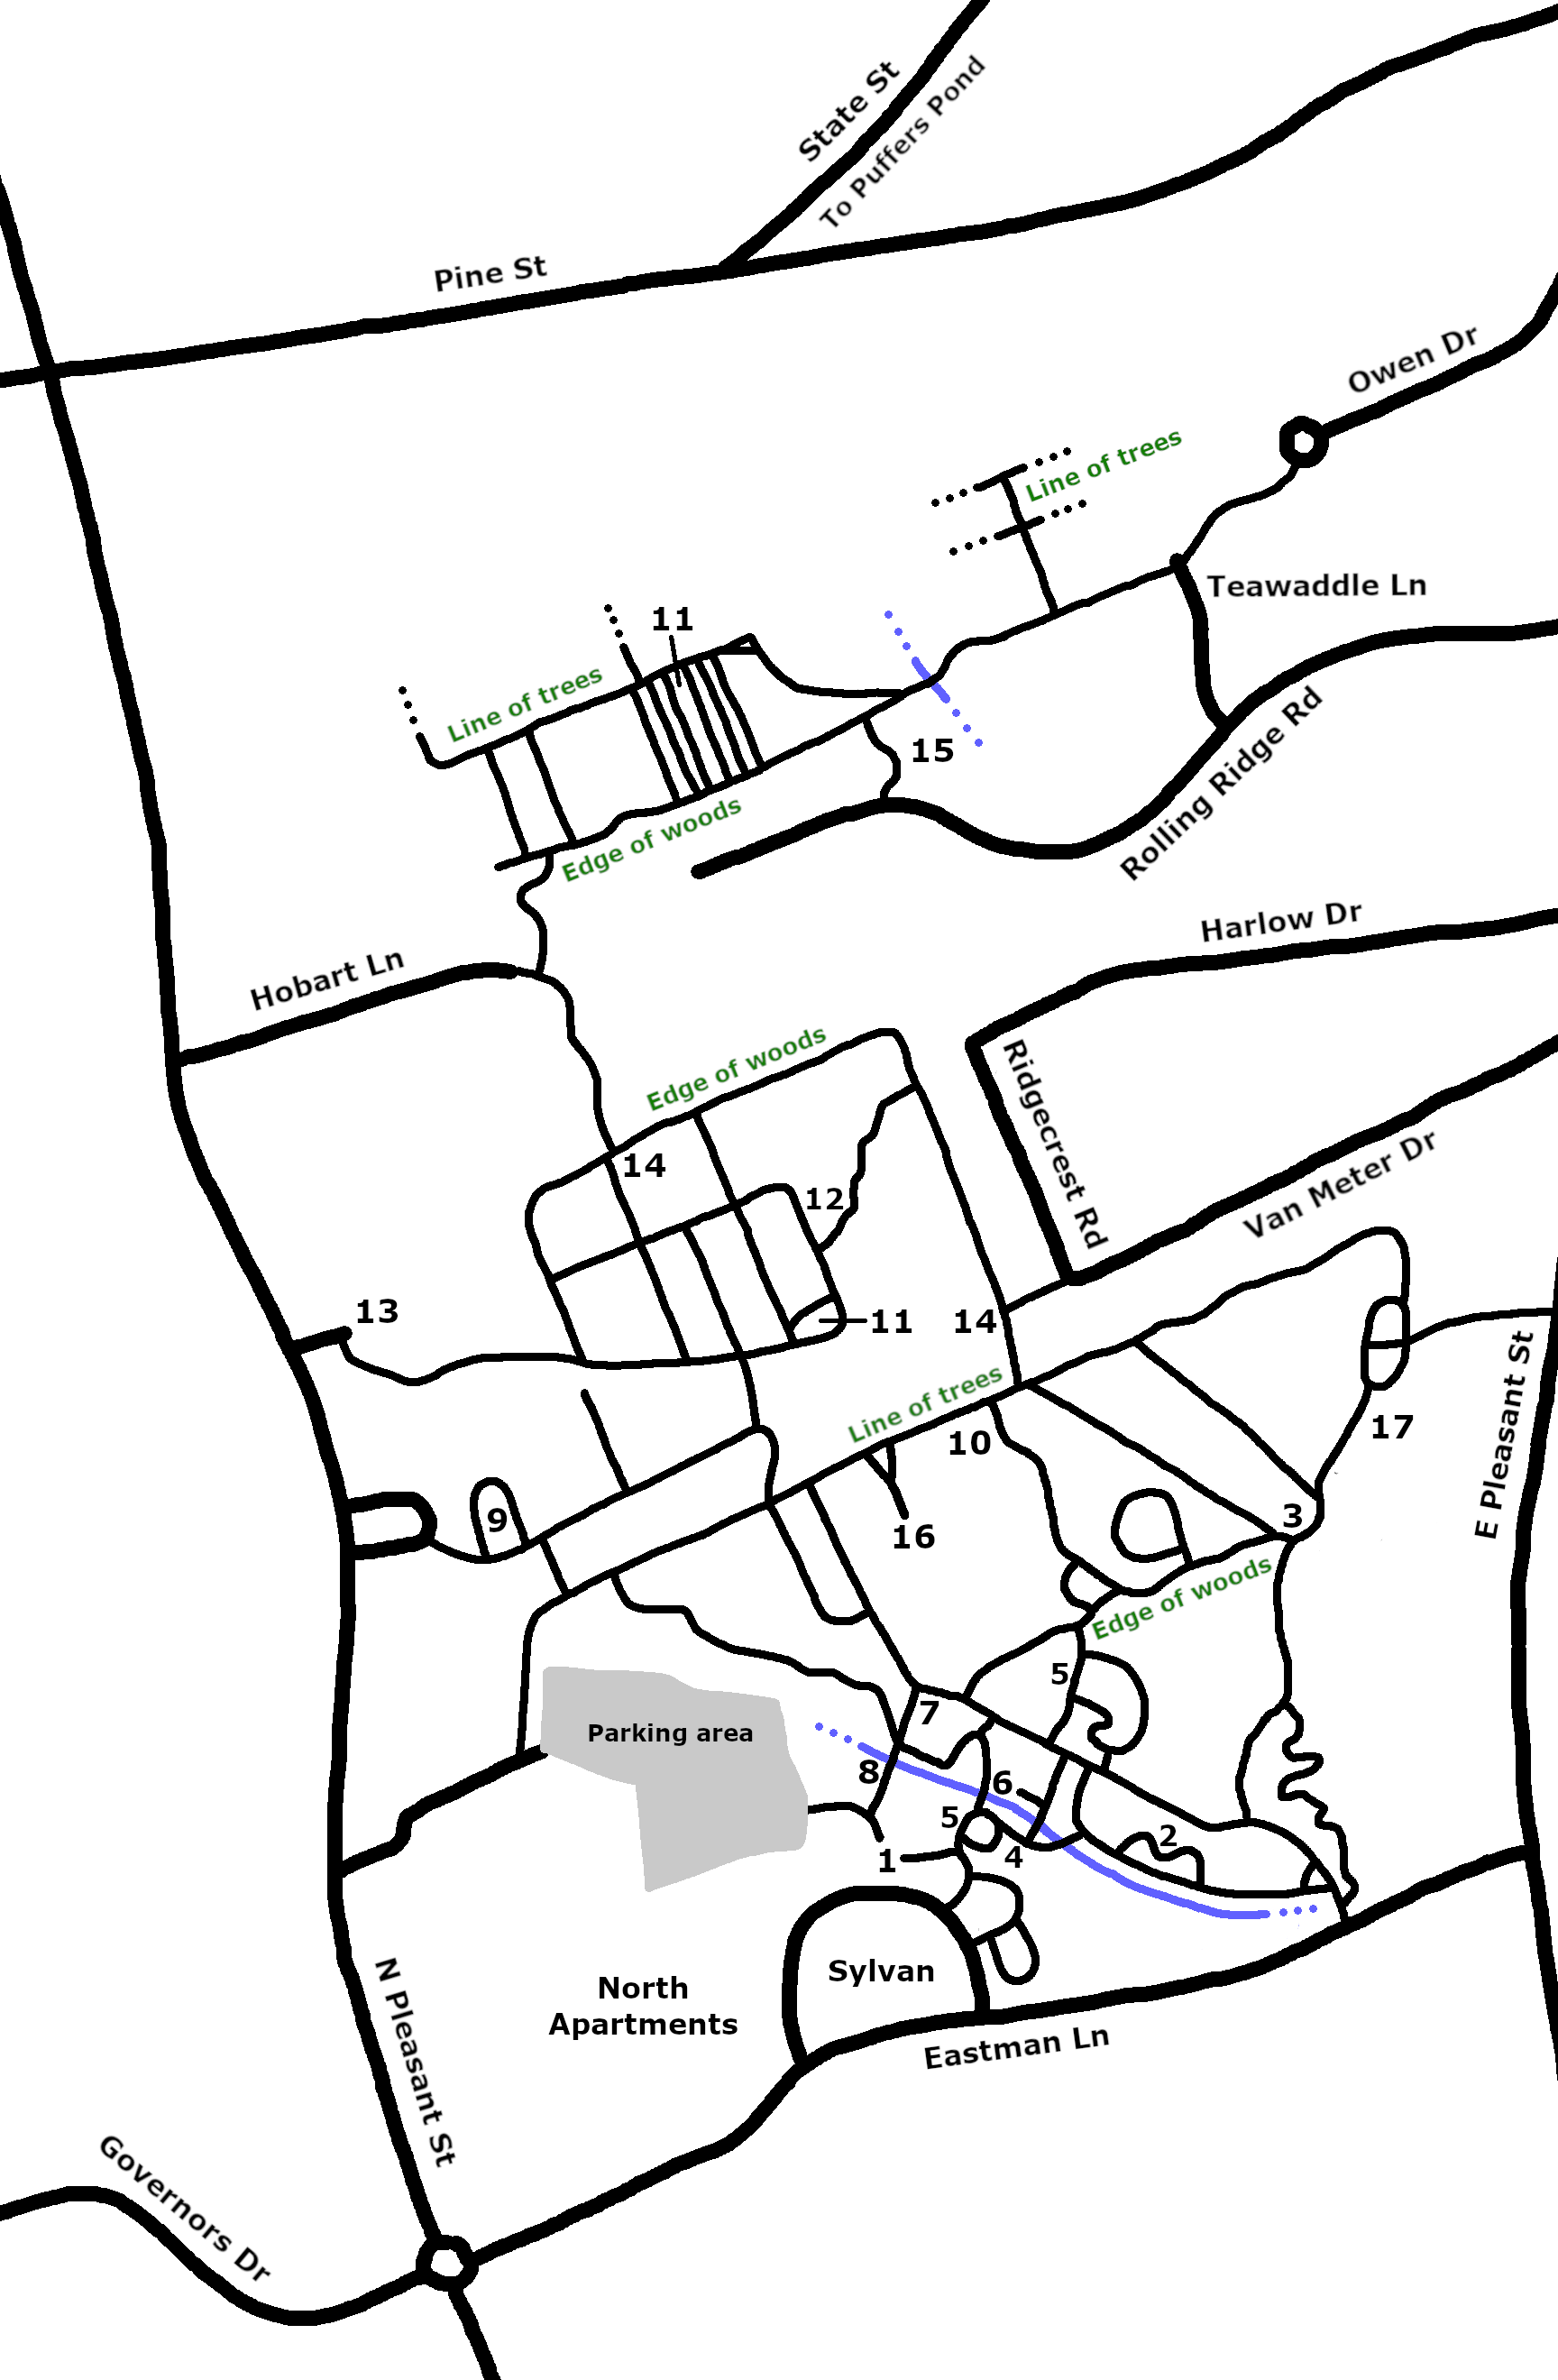 State St
To Puffers Pond
Pine St
Owen Dr
Line of trees
Teawaddle Ln
11
Line of trees
15
Rolling Ridge Rd
Edge of woods
Harlow Dr
Hobart Ln
Edge of woods
Ridgecrest Rd
Van Meter Dr
14
12
13
11
14
E Pleasant St
Line of trees
17
10
9
3
16
Edge of woods
5
7
Parking area
8
6
5
2
4
1
Sylvan
North
Apartments
N Pleasant St
Eastman Ln
Governors Dr